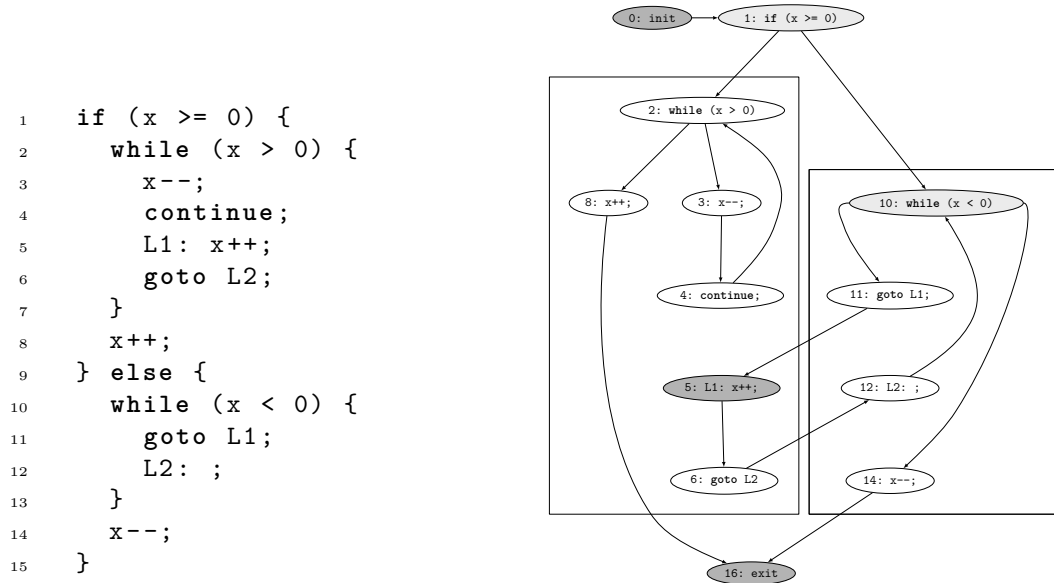 1 if (x >= 0) {
2 while (x > 0) {
3 x--;
4 continue;
5 L1: x++;
6 goto L2;
7 }
8 x++;
9 } else {
10 while (x < 0) {
11 goto L1;
12 L2: ;
13 }
14 x--;
15 }
0: init
1: if (x >= 0)
2: while (x > 0)
8: x++;
3: x--;
10: while (x < 0)
4: continue;
11: goto L1;
5: L1: x++;
12: L2: ;
6: goto L2
14: x--;
16: exit